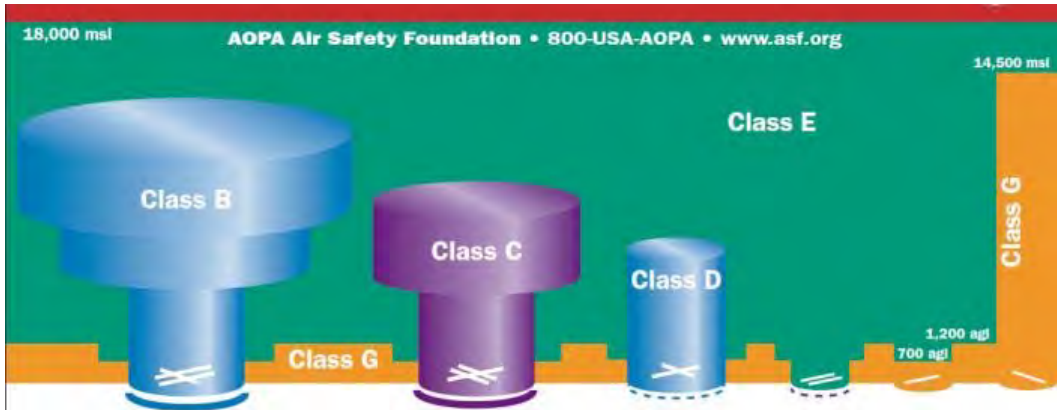 18,000 msl
AOPA Air Safety Foundation • 800-USA-AOPA • www.asf.org
14,500 msl
Class E
Class B
Class G
Class C
Class D
1,200 agl
700 agl
Class G